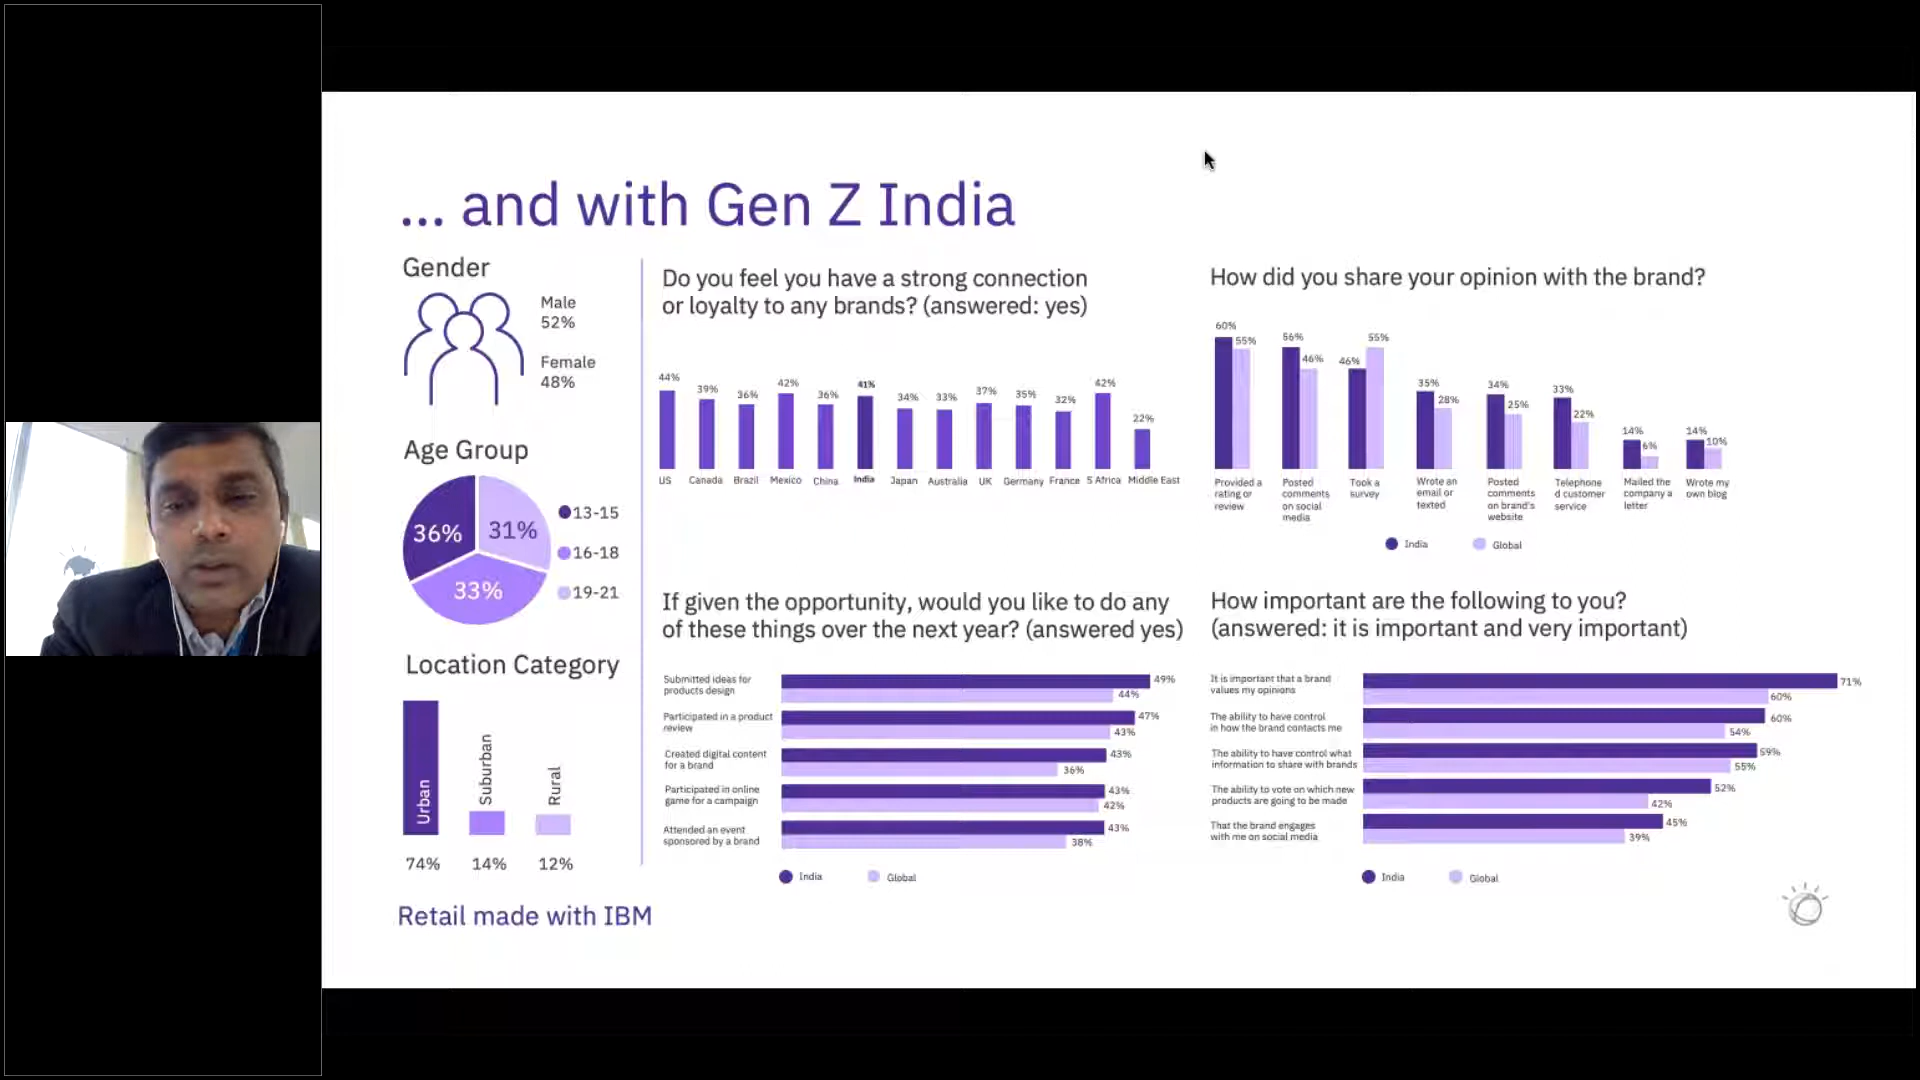 ... and with Gen Z India
Gender
Male
52%
Female
48%
Age Group
36%
31%
33%
13-15
16-18
19-21
Location Category
Urban
Suburban
Rural
74%
14%
12%
Retail made with IBM
Do you feel you have a strong connection
or loyalty to any brands? (answered: yes)
44%
39%
36%
42%
36%
41%
34%
33%
37%
35%
32%
42%
22%
US
Canada
Brazil
Mexico
China
India
Japan
Australia
UK
Germany
France
S Africa
Middle East
How did you share your opinion with the brand?
60%
55%
56%
46%
46%
55%
35%
28%
34%
25%
33%
22%
14%
6%
14%
10%
Provided a
rating or
review
Posted
comments
on social
media
Took a
survey
Wrote an
email or
texted
Posted
comments
on brand's
website
Telephone
d customer
service
Mailed the
company a
letter
Wrote my
own blog
India
Global
If given the opportunity, would you like to do any
of these things over the next year? (answered yes)
Submitted ideas for
products design
49%
44%
Participated in a product
review
47%
43%
Created digital content
for a brand
43%
36%
Participated in online
game for a campaign
43%
42%
Attended an event
sponsored by a brand
43%
38%
India
Global
How important are the following to you?
(answered: it is important and very important)
It is important that a brand
values my opinions
71%
60%
The ability to have control
in how the brand contacts me
60%
54%
The ability to have control what
information to share with brands
59%
55%
The ability to vote on which new
products are going to be made
52%
42%
That the brand engages
with me on social media
45%
39%
India
Global